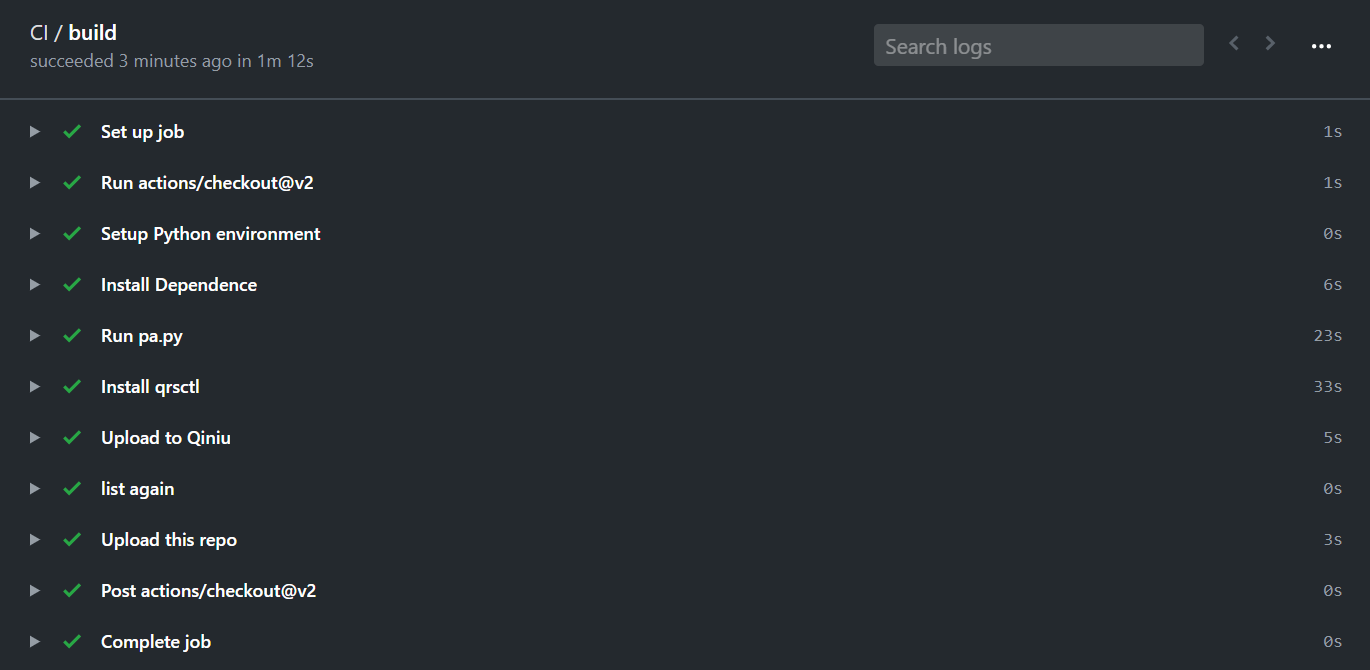 CI / build
succeeded 3 minutes ago in 1m 12s
Search logs
Set up job 1s
Run actions/checkout@v2 1s
Setup Python environment 0s
Install Dependence 6s
Run pa.py 23s
Install qrsctl 33s
Upload to Qiniu 5s
list again 0s
Upload this repo 3s
Post actions/checkout@v2 0s
Complete job 0s